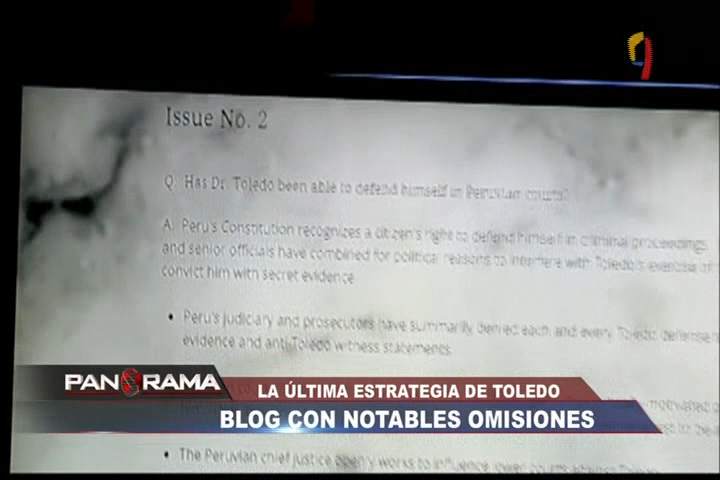 Issue No. 2
Q. Has Dr. Toledo been able to defend himself in Peruvian courts?
A. Peru's Constitution recognizes a citizen's right to defend himself in criminal proceedings,
and senior officials have combined for political reasons to interfere with Toledo's exercise of
convict him with secret evidence.
• Peru's judiciary and prosecutors have summarily denied each and every Toledo defense
evidence and anti-Toledo witness statements.
PANORAMA
LA ÚLTIMA ESTRATEGIA DE TOLEDO
BLOG CON NOTABLES OMISIONES
• The Peruvian chief justice openly works to influence lower courts against